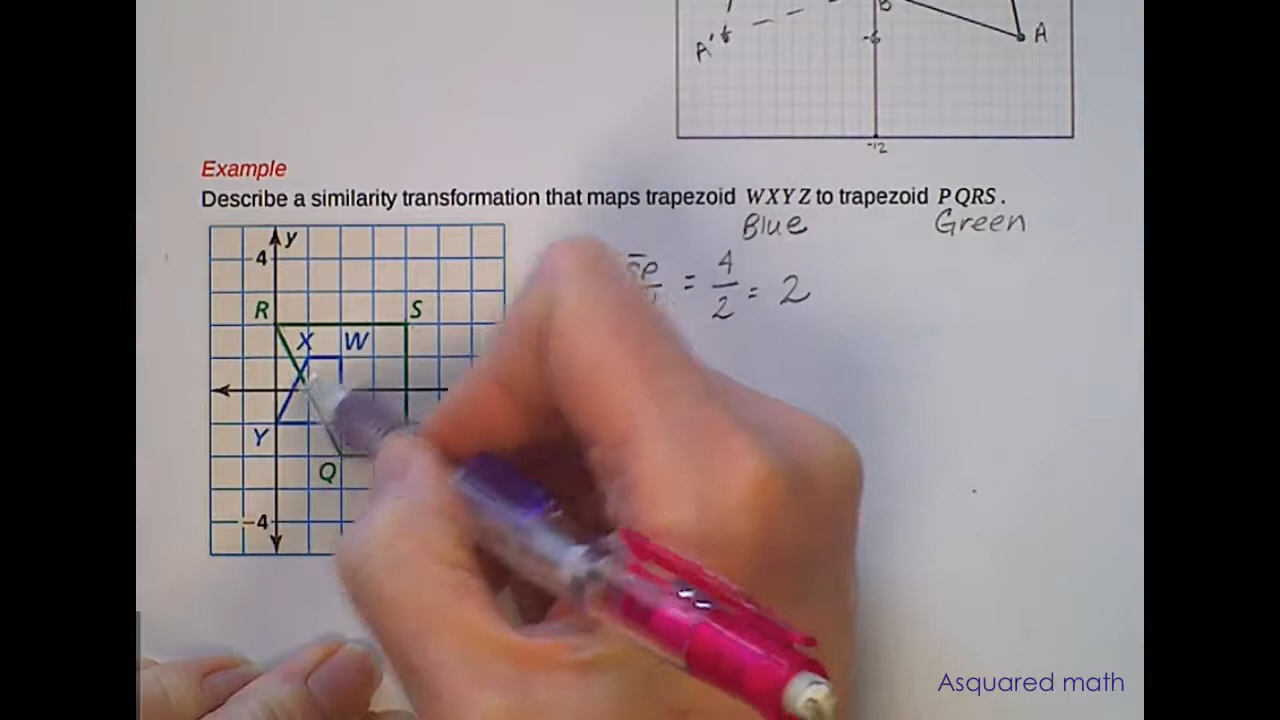 B
A' -6 A
-12
Example
Describe a similarity transformation that maps trapezoid WXYZ to trapezoid PQRS.
Blue Green
y
4
= 4/2 = 2
R S
X W
Y
Q
-4
Asquared math